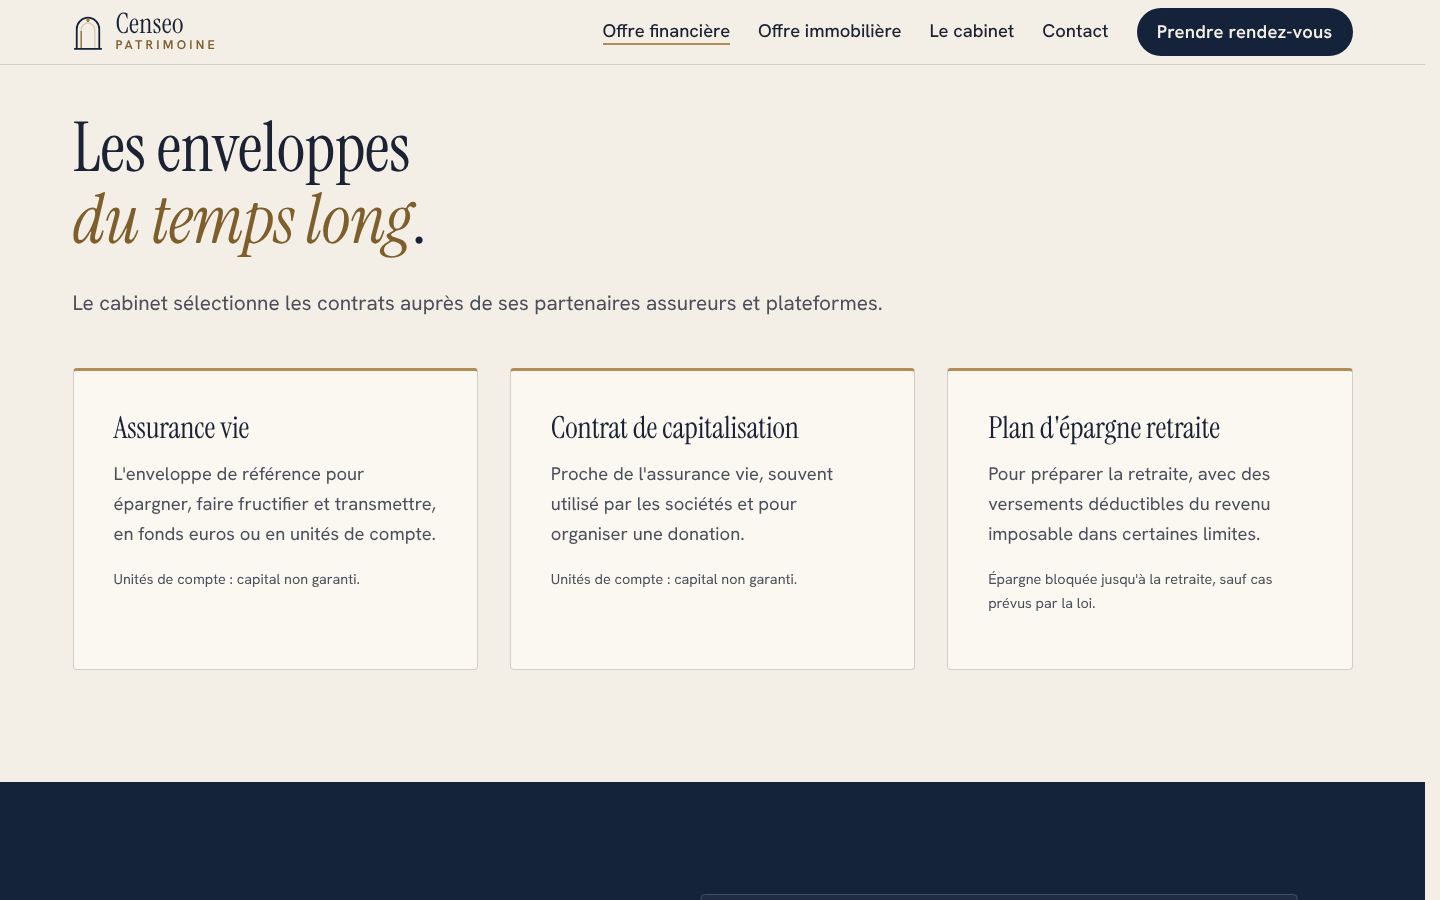 Censeo
PATRIMOINE
Offre financière
Offre immobilière
Le cabinet
Contact
Prendre rendez-vous
Les enveloppes
du temps long.
Le cabinet sélectionne les contrats auprès de ses partenaires assureurs et plateformes.
Assurance vie
L'enveloppe de référence pour
épargner, faire fructifier et transmettre,
en fonds euros ou en unités de compte.
Unités de compte : capital non garanti.
Contrat de capitalisation
Proche de l'assurance vie, souvent
utilisé par les sociétés et pour
organiser une donation.
Unités de compte : capital non garanti.
Plan d'épargne retraite
Pour préparer la retraite, avec des
versements déductibles du revenu
imposable dans certaines limites.
Épargne bloquée jusqu'à la retraite, sauf cas
prévus par la loi.